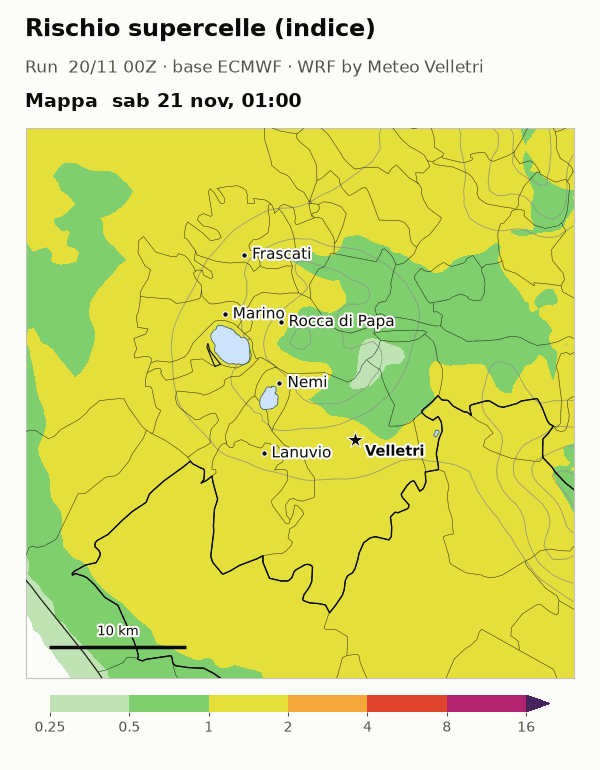 Rischio supercelle (indice)
Run  20/11 00Z · base ECMWF · WRF by Meteo Velletri
Mappa  sab 21 nov, 01:00
Frascati
Marino
Rocca di Papa
Nemi
Velletri
Lanuvio
10 km
0.25 0.5 1 2 4 8 16